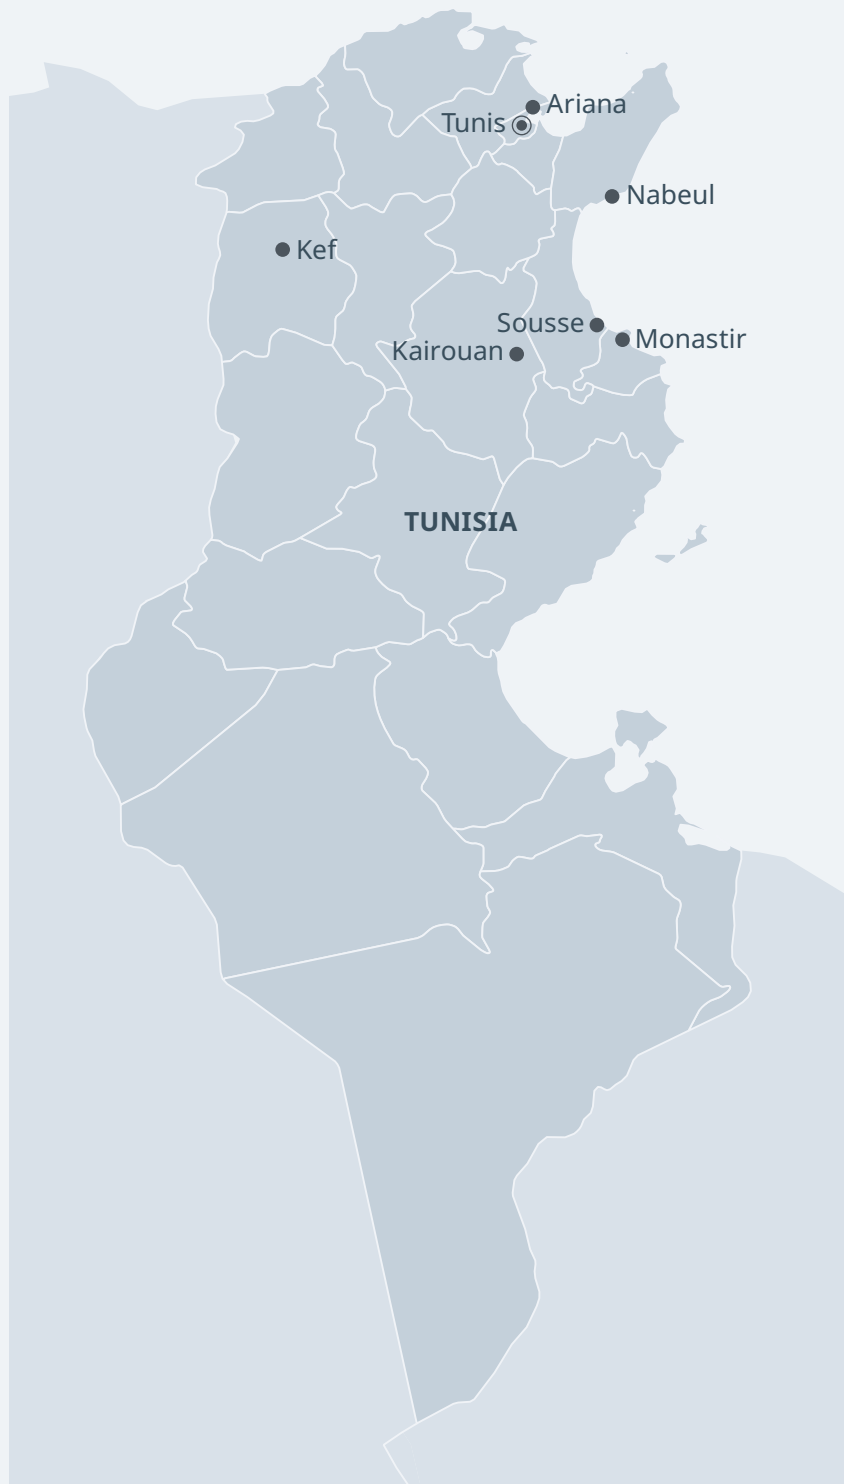 Ariana
Tunis
Nabeul
Kef
Sousse
Monastir
Kairouan
TUNISIA